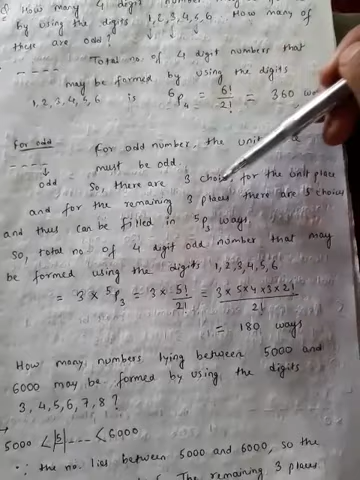 Q How many 4 digit number may
by using the digits 1,2,3,4,5,6. How many of
these are odd?
Total no. of 4 digit numbers that
may be formed by using the digits
1, 2, 3, 4, 5, 6 is 6P4 = 6!/2! = 360
For odd For odd number, the unit
must be odd.
odd So, there are 3 choices for the unit place
and for the remaining 3 places there are 5 choices
and thus can be filled in 5P3 ways.
So, total no. of 4 digit odd number that may
be formed using the digits 1,2,3,4,5,6
= 3 × 5P3 = 3 × 5!/2! = 3 × 5 × 4 × 3 × 2!/2!
= 180 ways
How many numbers lying between 5000 and
6000 may be formed by using the digits
3, 4, 5, 6, 7, 8 ?
→ 5000 < |5| _ _ _ < 6000
∵ the no. lies between 5000 and 6000, so the
The remaining 3 places